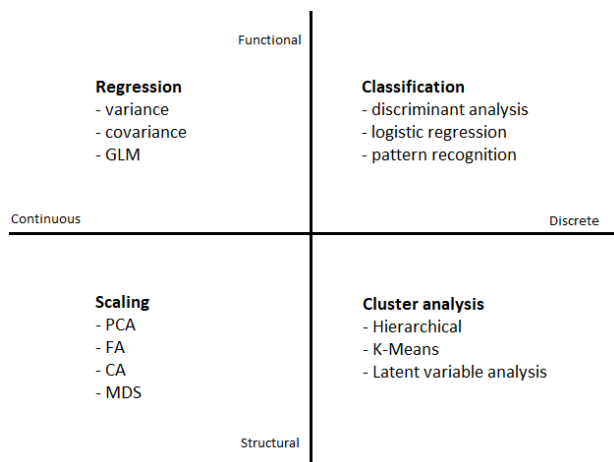 Functional
Regression
- variance
- covariance
- GLM
Classification
- discriminant analysis
- logistic regression
- pattern recognition
Continuous
Discrete
Scaling
- PCA
- FA
- CA
- MDS
Cluster analysis
- Hierarchical
- K-Means
- Latent variable analysis
Structural